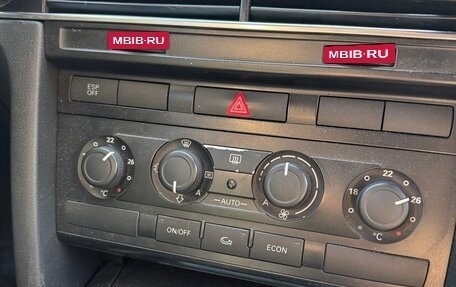 MBIB-RU
MBIB-RU
ESP
OFF
22
26
°C
A
AUTO
A
18
22
26
°C
ON/OFF
ECON